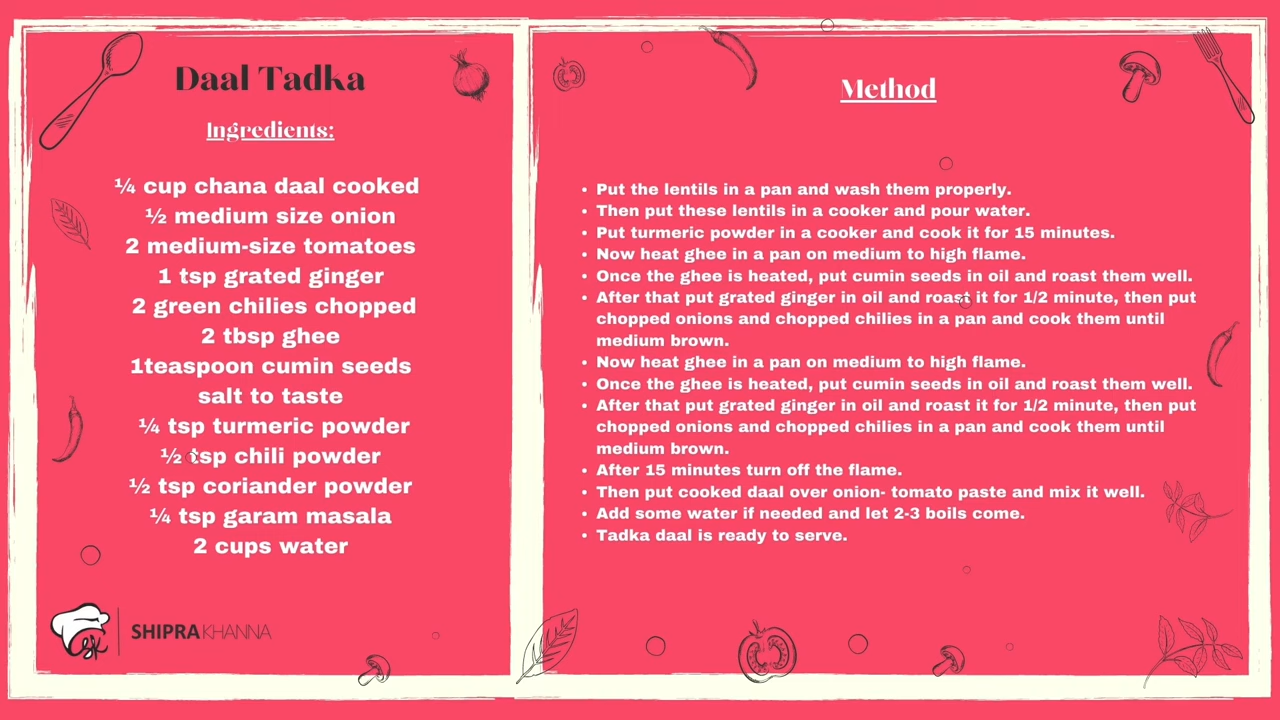 Daal Tadka
Ingredients:
¼ cup chana daal cooked
½ medium size onion
2 medium-size tomatoes
1 tsp grated ginger
2 green chilies chopped
2 tbsp ghee
1teaspoon cumin seeds
salt to taste
¼ tsp turmeric powder
½ tsp chili powder
½ tsp coriander powder
¼ tsp garam masala
2 cups water
SHIPRA KHANNA
Method
• Put the lentils in a pan and wash them properly.
• Then put these lentils in a cooker and pour water.
• Put turmeric powder in a cooker and cook it for 15 minutes.
• Now heat ghee in a pan on medium to high flame.
• Once the ghee is heated, put cumin seeds in oil and roast them well.
• After that put grated ginger in oil and roast it for 1/2 minute, then put
chopped onions and chopped chilies in a pan and cook them until
medium brown.
• Now heat ghee in a pan on medium to high flame.
• Once the ghee is heated, put cumin seeds in oil and roast them well.
• After that put grated ginger in oil and roast it for 1/2 minute, then put
chopped onions and chopped chilies in a pan and cook them until
medium brown.
• After 15 minutes turn off the flame.
• Then put cooked daal over onion- tomato paste and mix it well.
• Add some water if needed and let 2-3 boils come.
• Tadka daal is ready to serve.